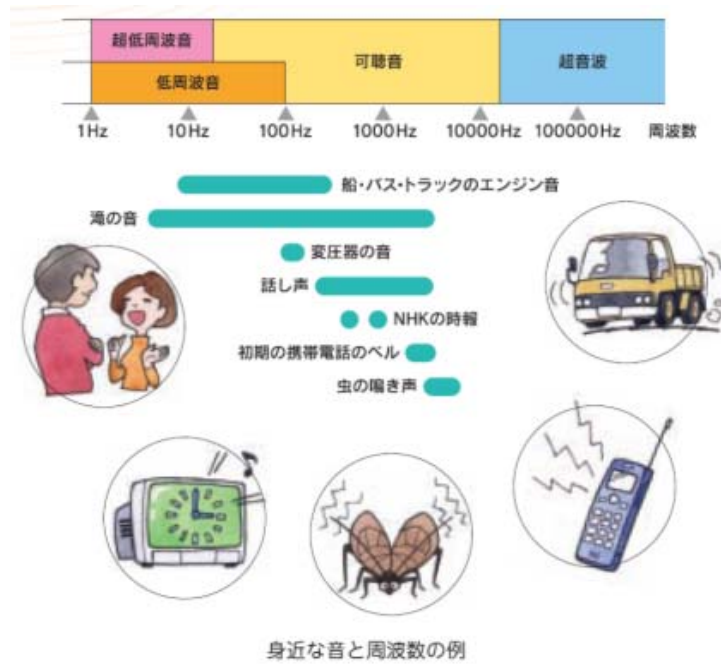 超低周波音
低周波音
可聴音
超音波
1Hz 10Hz 100Hz 1000Hz 10000Hz 100000Hz 周波数
船・バス・トラックのエンジン音
滝の音
変圧器の音
話し声
NHKの時報
初期の携帯電話のベル
虫の鳴き声
身近な音と周波数の例